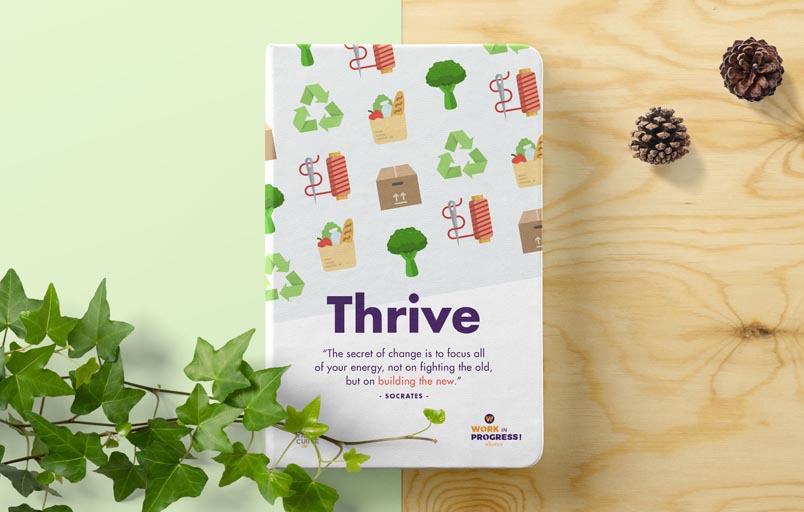 Thrive
“The secret of change is to focus all
of your energy, not on fighting the old,
but on building the new.”
- SOCRATES -
WORK IN
PROGRESS!